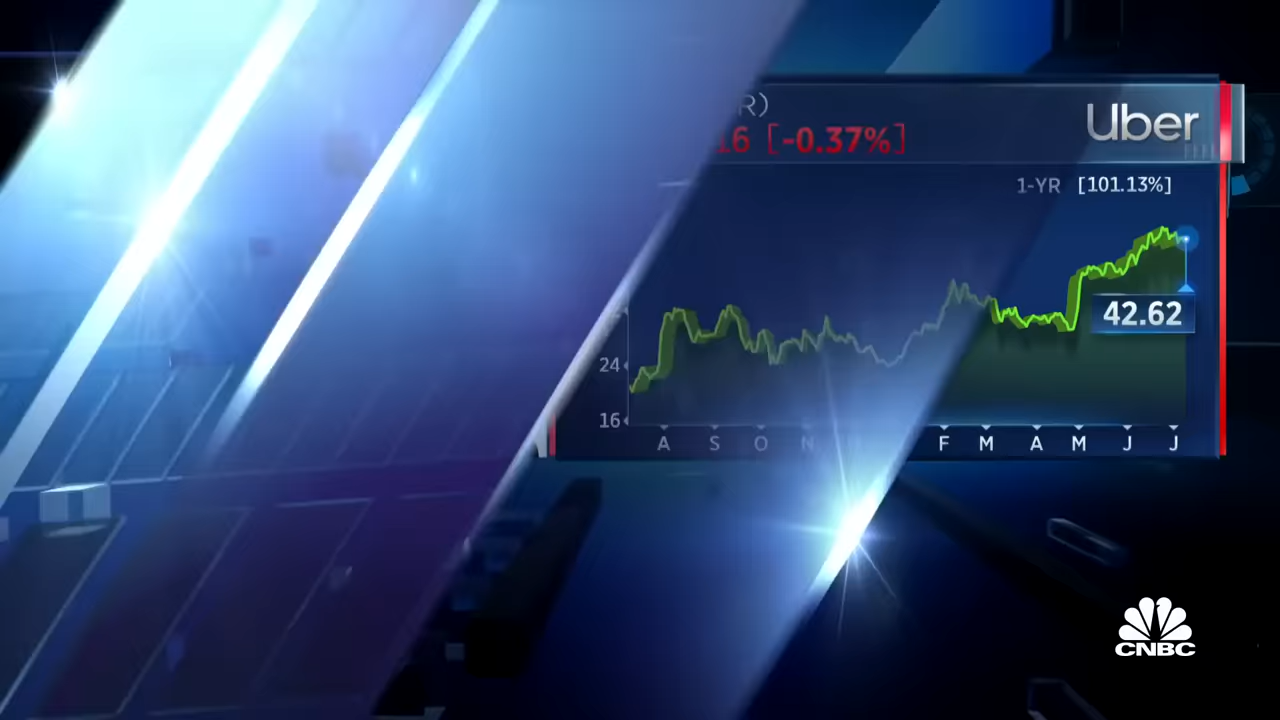 R)
16 [-0.37%]
Uber
1-YR [101.13%]
42.62
24
16
A S O N F M A M J J
CNBC